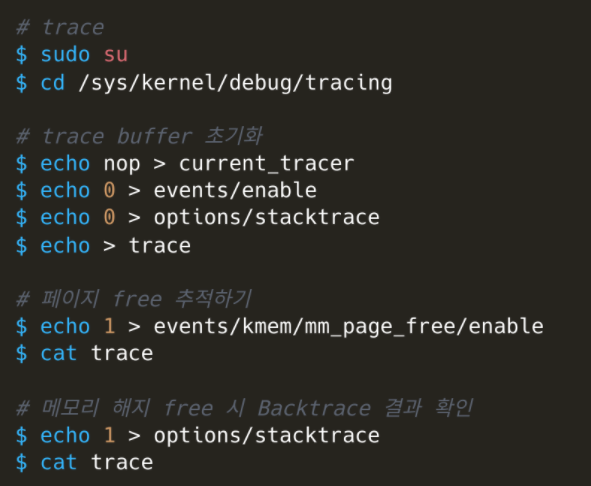 # trace
$ sudo su
$ cd /sys/kernel/debug/tracing
# trace buffer 초기화
$ echo nop > current_tracer
$ echo 0 > events/enable
$ echo 0 > options/stacktrace
$ echo > trace
# 페이지 free 추적하기
$ echo 1 > events/kmem/mm_page_free/enable
$ cat trace
# 메모리 해지 free 시 Backtrace 결과 확인
$ echo 1 > options/stacktrace
$ cat trace